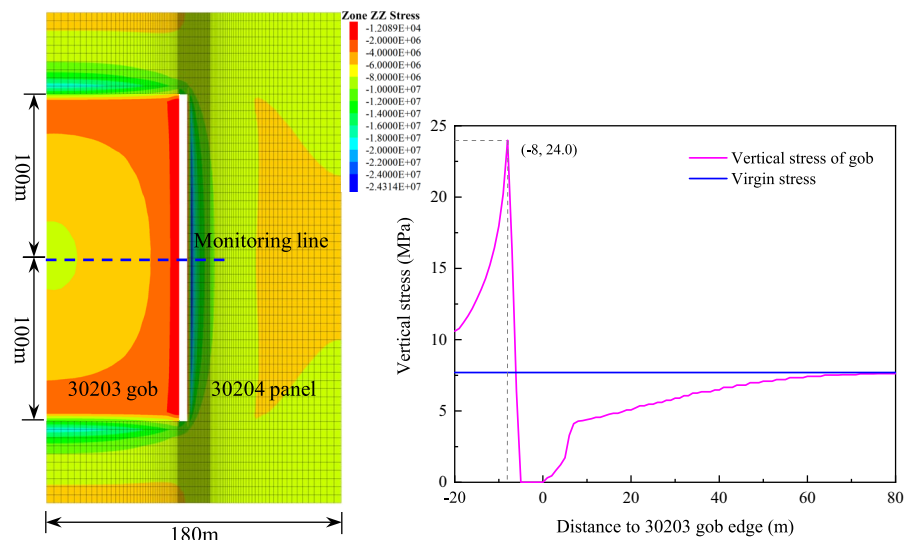 Zone ZZ Stress
-1.2089E+04
-2.0000E+06
-4.0000E+06
-6.0000E+06
-8.0000E+06
-1.0000E+07
-1.2000E+07
-1.4000E+07
-1.6000E+07
-1.8000E+07
-2.0000E+07
-2.2000E+07
-2.4000E+07
-2.4314E+07
100m
100m
Monitoring line
30203 gob
30204 panel
180m
Vertical stress (MPa)
25
20
15
10
5
0
(-8, 24.0)
Vertical stress of gob
Virgin stress
-20
0
20
40
60
80
Distance to 30203 gob edge (m)